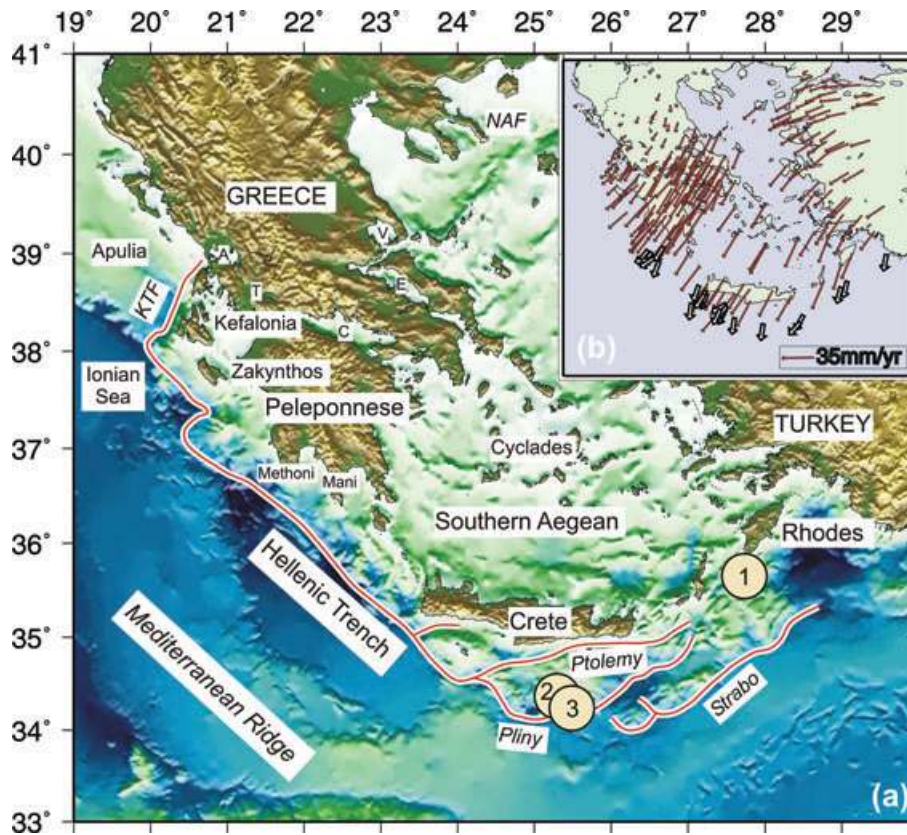 19° 20° 21° 22° 23° 24° 25° 26° 27° 28° 29°
41°
40°
39°
38°
37°
36°
35°
34°
33°
NAF
GREECE
Apulia
A
V
E
KTF
T
Kefalonia
C
Ionian
Sea
Zakynthos
Peleponnese
Methoni
Mani
Cyclades
TURKEY
Southern Aegean
Rhodes
Hellenic Trench
Crete
Mediterranean Ridge
Ptolemy
Pliny
Strabo
1
2
3
(b)
35mm/yr
(a)